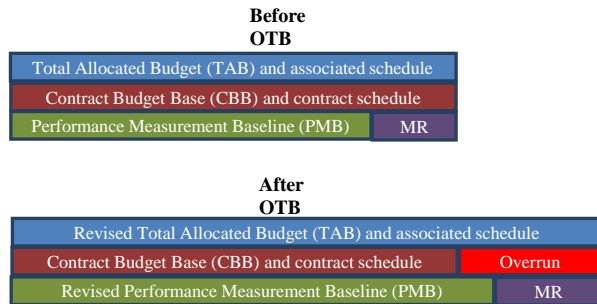 Before
OTB
Total Allocated Budget (TAB) and associated schedule
Contract Budget Base (CBB) and contract schedule
Performance Measurement Baseline (PMB) MR
After
OTB
Revised Total Allocated Budget (TAB) and associated schedule
Contract Budget Base (CBB) and contract schedule Overrun
Revised Performance Measurement Baseline (PMB) MR